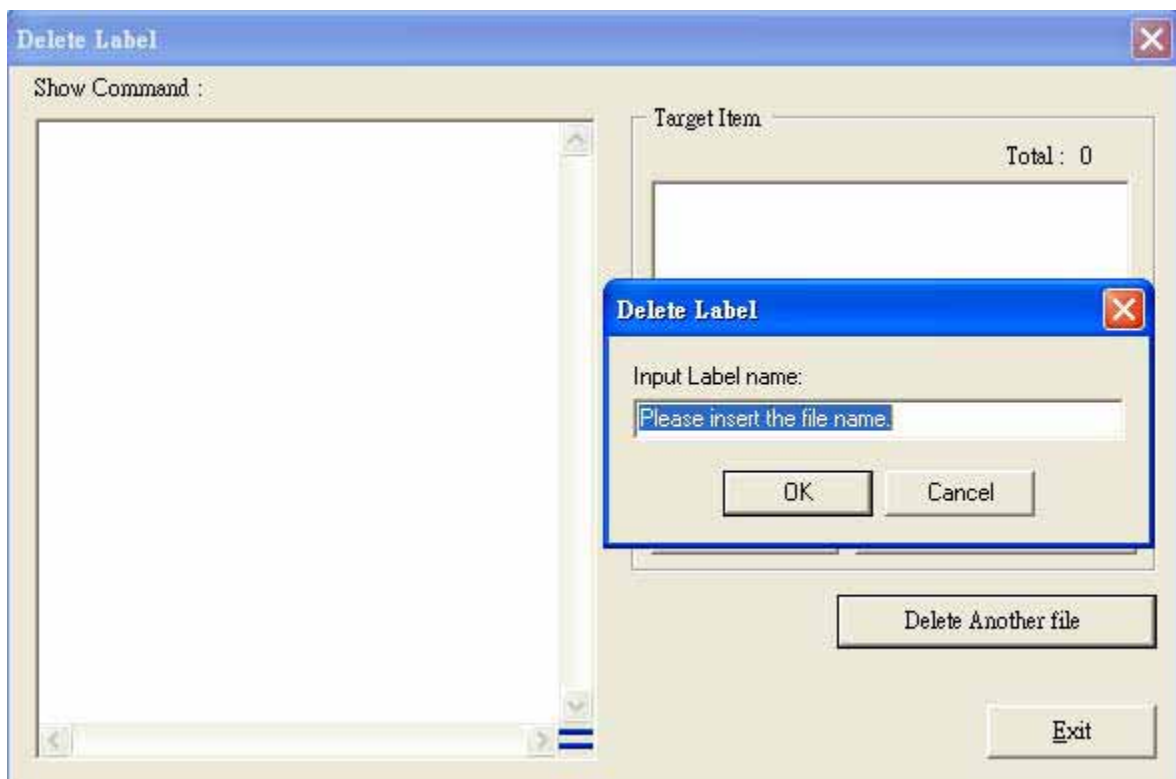 Delete Label
Show Command :
Target Item
Total : 0
Delete Label
Input Label name:
Please insert the file name.
OK
Cancel
Delete Another file
Exit